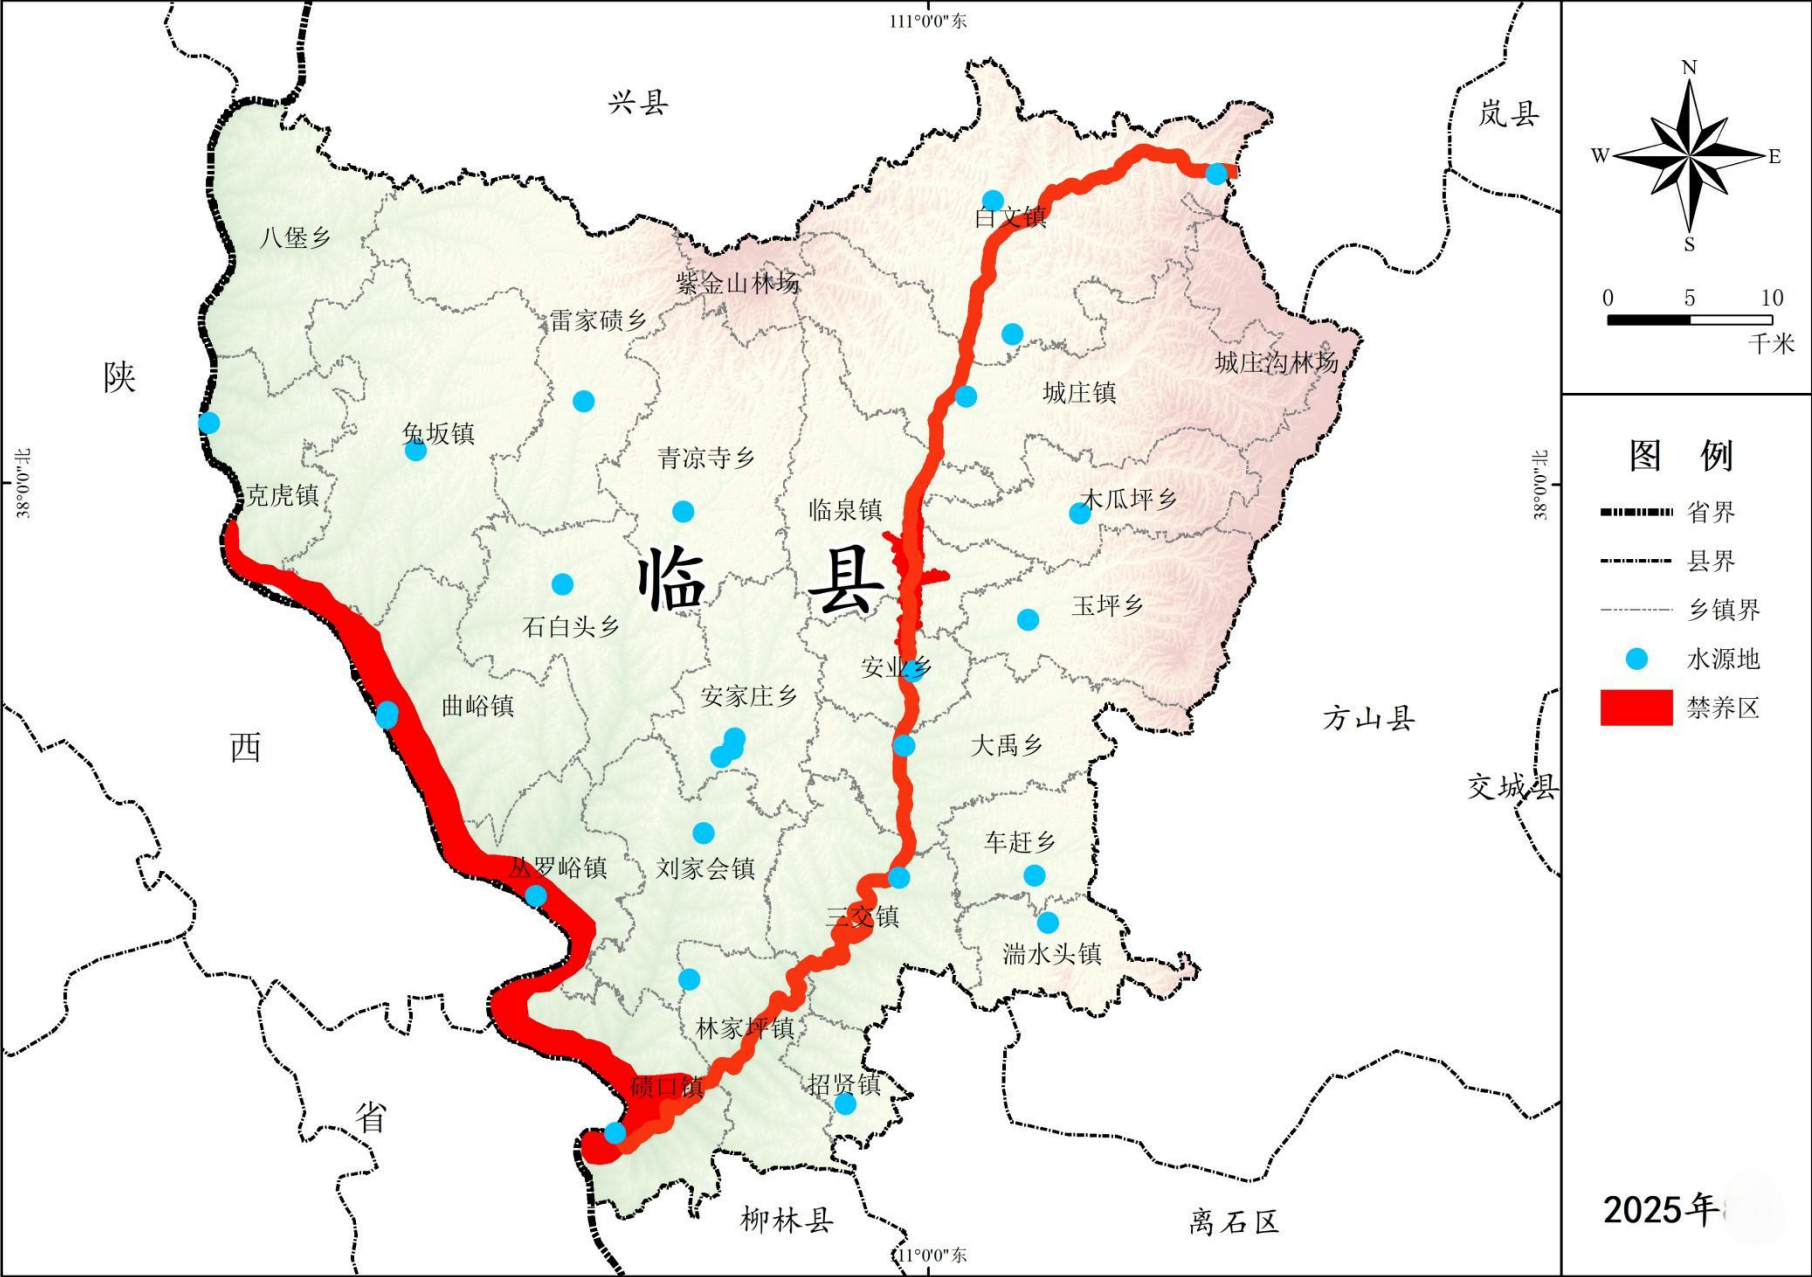 111°0'0"东
兴县
岚县
N
W
E
S
八堡乡
白文镇
紫金山林场
雷家碛乡
0 5 10
千米
城庄沟林场
陕
城庄镇
兔坂镇
青凉寺乡
38°0'0"北
38°0'0"北
克虎镇
木瓜坪乡
临泉镇
图 例
省界
县界
乡镇界
水源地
禁养区
临 县
玉坪乡
石白头乡
安业乡
安家庄乡
曲峪镇
方山县
西
大禹乡
交城县
车赶乡
丛罗峪镇
刘家会镇
三交镇
湍水头镇
林家坪镇
碛口镇
招贤镇
省
柳林县
离石区
2025年
111°0'0"东